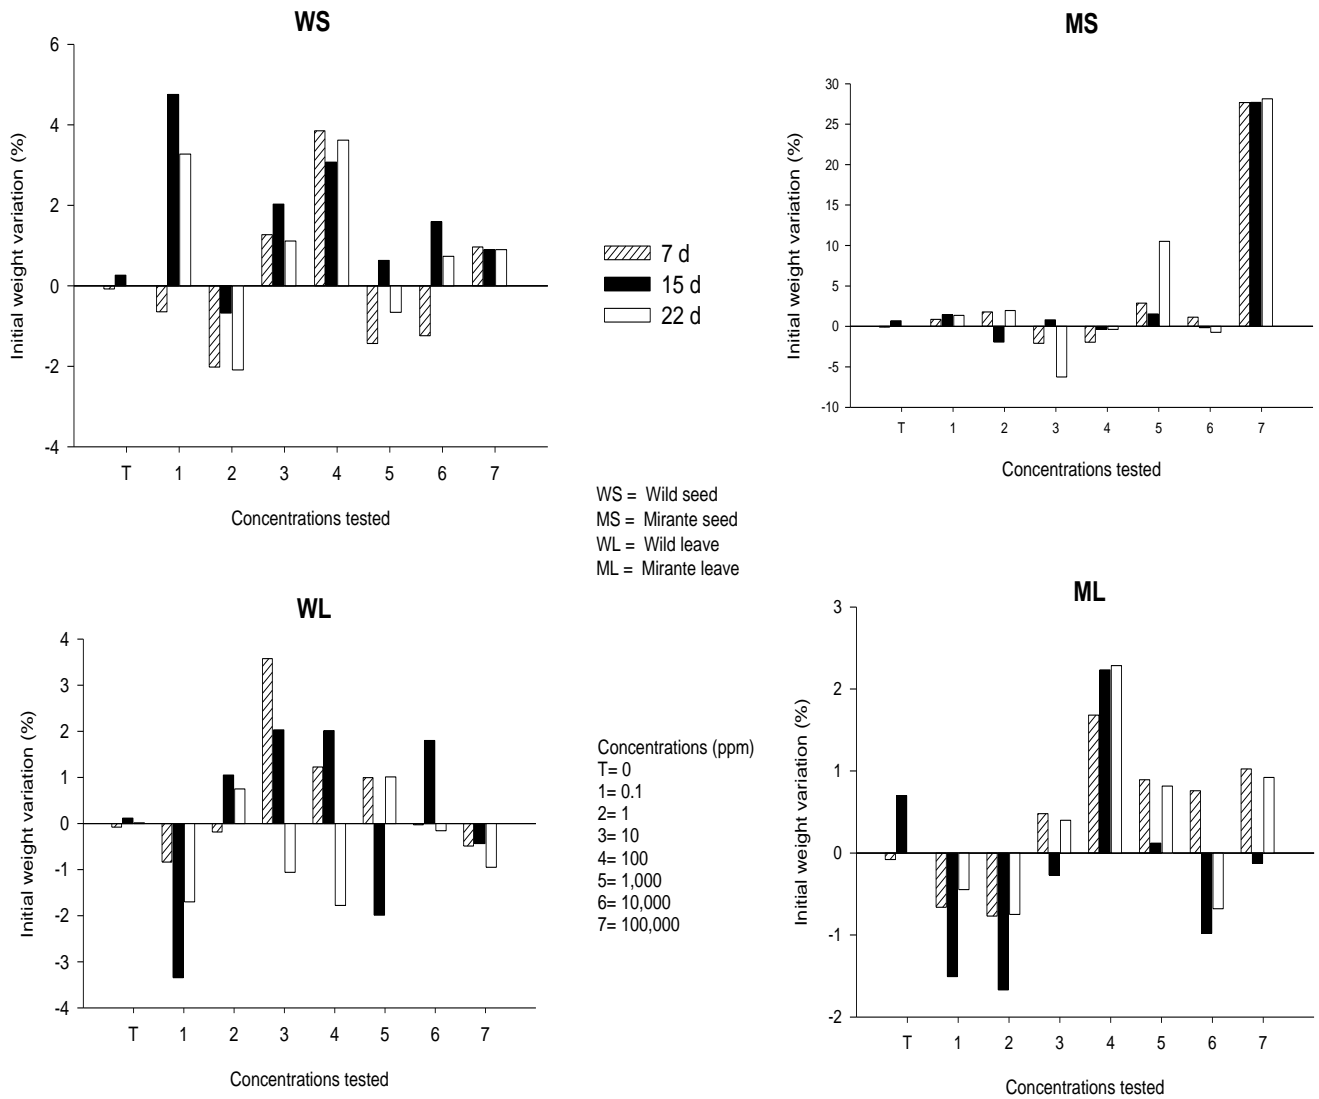 WS
6
4
2
0
-2
-4
Initial weight variation (%)
T 1 2 3 4 5 6 7
Concentrations tested
7 d
15 d
22 d
MS
30
25
20
15
10
5
0
-5
-10
Initial weight variation (%)
T 1 2 3 4 5 6 7
Concentrations tested
WS = Wild seed
MS = Mirante seed
WL = Wild leave
ML = Mirante leave
WL
4
3
2
1
0
-1
-2
-3
-4
Initial weight variation (%)
T 1 2 3 4 5 6 7
Concentrations tested
Concentrations (ppm)
T= 0
1= 0.1
2= 1
3= 10
4= 100
5= 1,000
6= 10,000
7= 100,000
ML
3
2
1
0
-1
-2
Initial weight variation (%)
T 1 2 3 4 5 6 7
Concentrations tested